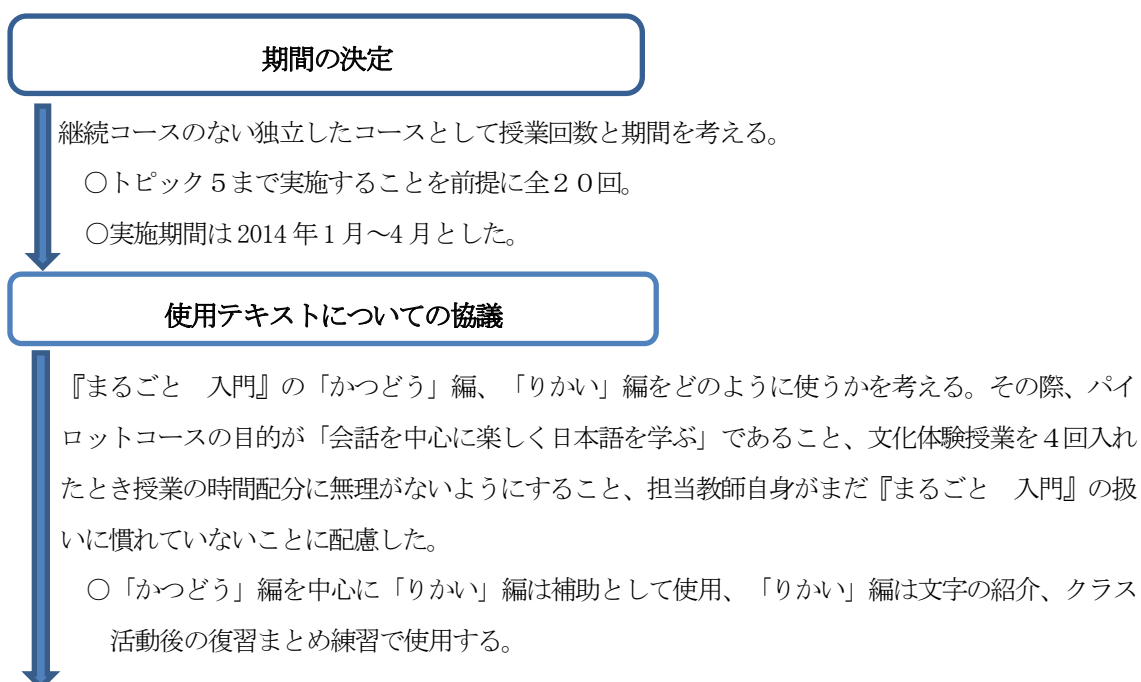 期間の決定
継続コースのない独立したコースとして授業回数と期間を考える。
○トピック５まで実施することを前提に全２０回。
○実施期間は 2014 年 1 月～4 月とした。
使用テキストについての協議
『まるごと　入門』の「かつどう」編、「りかい」編をどのように使うかを考える。その際、パイ
ロットコースの目的が「会話を中心に楽しく日本語を学ぶ」であること、文化体験授業を４回入れ
たとき授業の時間配分に無理がないようにすること、担当教師自身がまだ『まるごと　入門』の扱
いに慣れていないことに配慮した。
○「かつどう」編を中心に「りかい」編は補助として使用、「りかい」編は文字の紹介、クラス
活動後の復習まとめ練習で使用する。